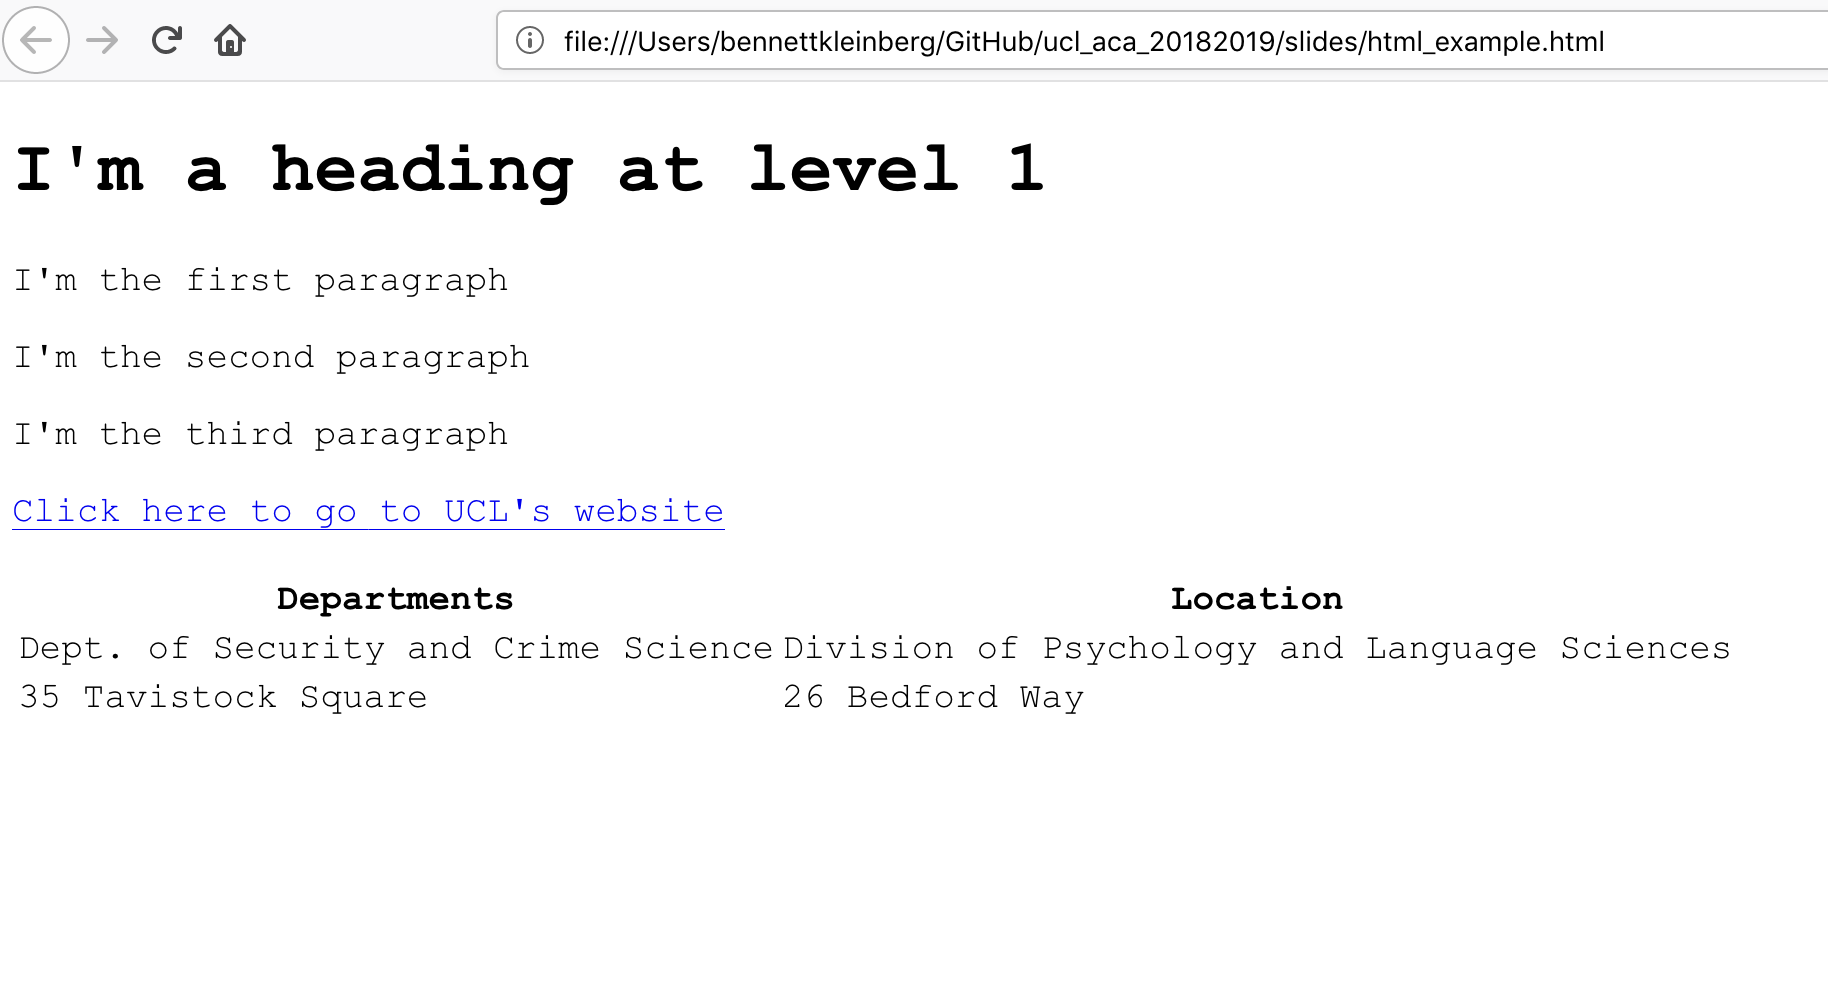 file:///Users/bennettkleinberg/GitHub/ucl_aca_20182019/slides/html_example.html
I'm a heading at level 1
I'm the first paragraph
I'm the second paragraph
I'm the third paragraph
Click here to go to UCL's website
Departments Location
Dept. of Security and Crime Science Division of Psychology and Language Sciences
35 Tavistock Square 26 Bedford Way